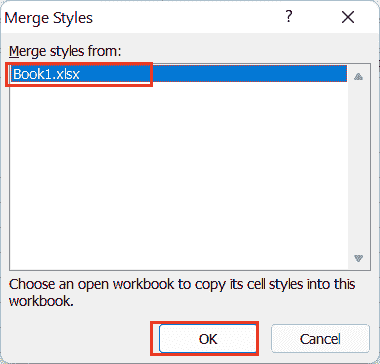 Merge Styles ?
Merge styles from:
Book1.xlsx
Choose an open workbook to copy its cell styles into this
workbook.
OK Cancel